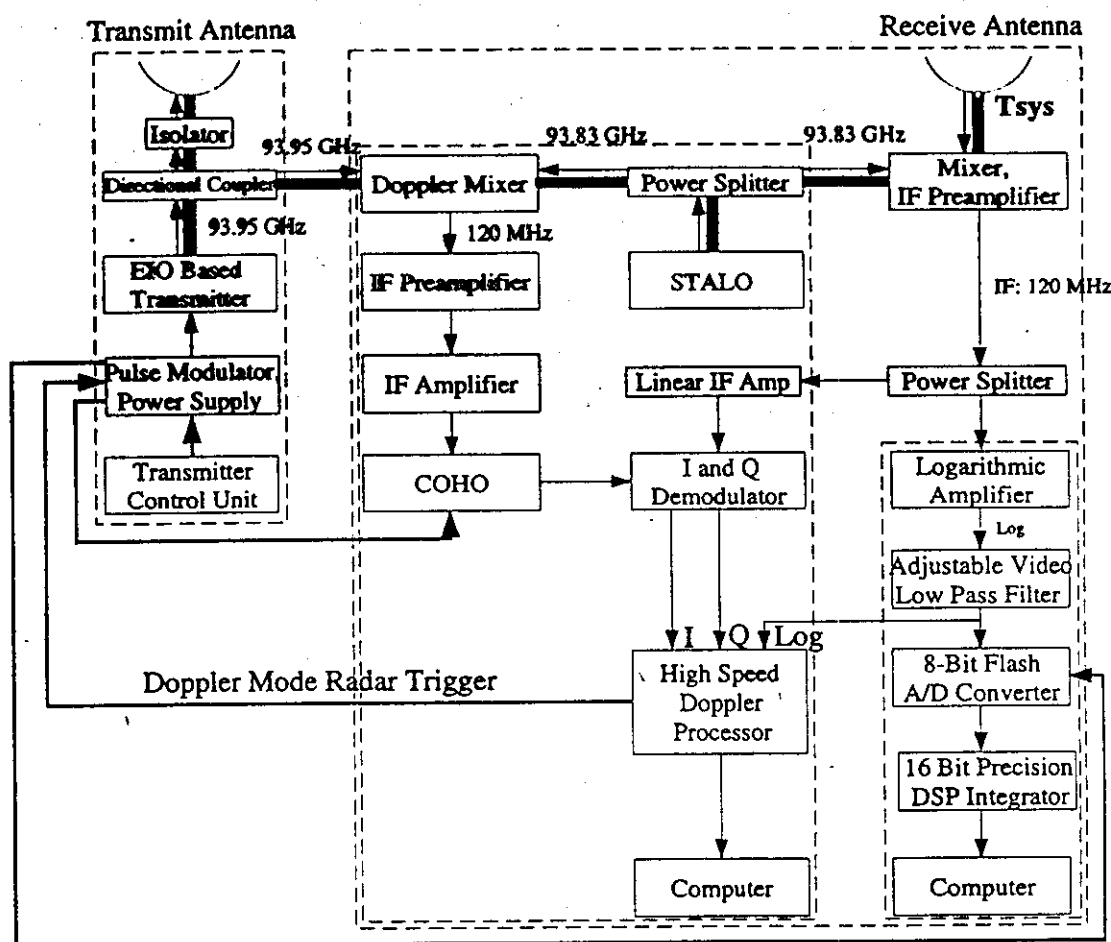 Transmit Antenna
Receive Antenna
Tsys
Isolator
93.95 GHz
93.83 GHz
93.83 GHz
Directional Coupler
Doppler Mixer
Power Splitter
Mixer,
IF Preamplifier
93.95 GHz
120 MHz
EIO Based
Transmitter
IF Preamplifier
STALO
IF: 120 MHz
Pulse Modulator
Power Supply
IF Amplifier
Linear IF Amp
Power Splitter
Transmitter
Control Unit
COHO
I and Q
Demodulator
Logarithmic
Amplifier
Log
Adjustable Video
Low Pass Filter
I
Q
Log
Doppler Mode Radar Trigger
High Speed
Doppler
Processor
8-Bit Flash
A/D Converter
16 Bit Precision
DSP Integrator
Computer
Computer